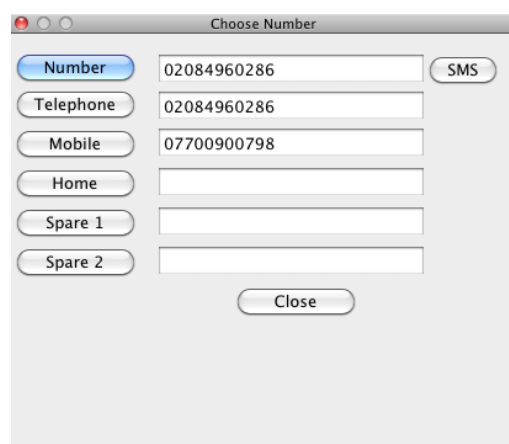 Choose Number
Number 02084960286 SMS
Telephone 02084960286
Mobile 07700900798
Home
Spare 1
Spare 2
Close